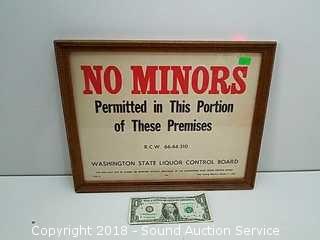 NO MINORS
Permitted in This Portion
of These Premises
R.C.W. 66.44.310
WASHINGTON STATE LIQUOR CONTROL BOARD
Copyright 2018 - Sound Auction Service